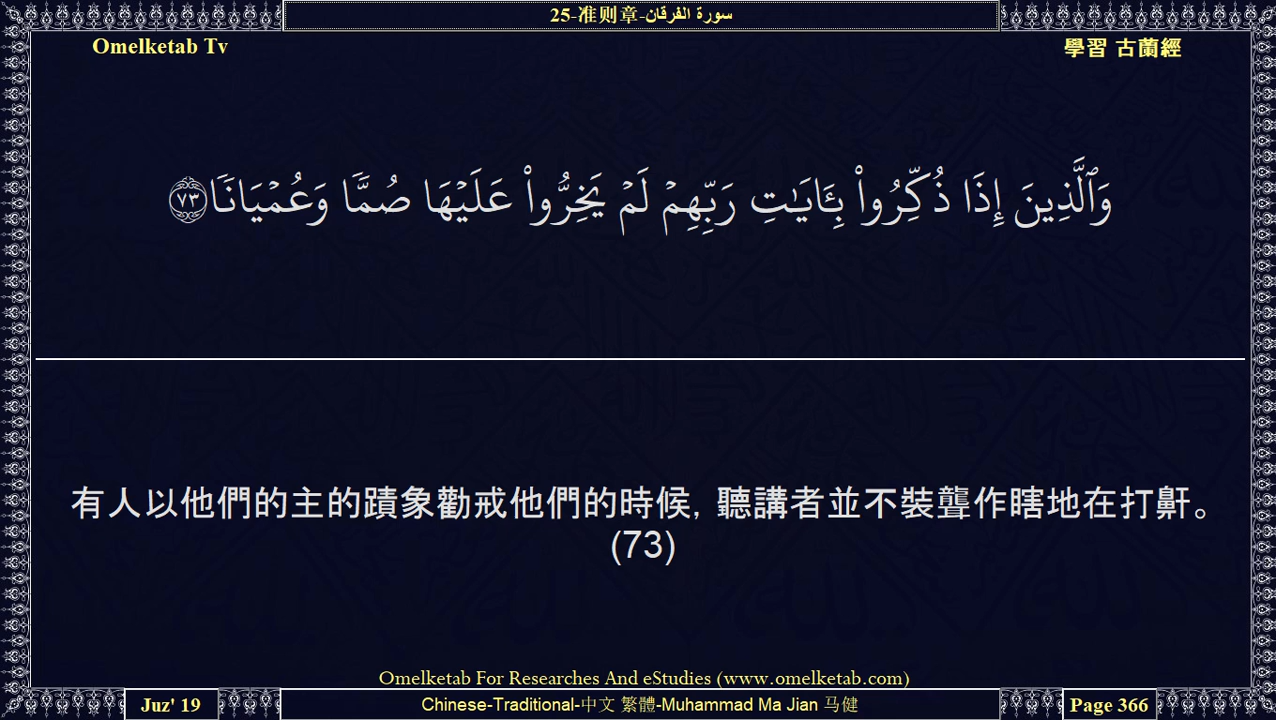 25-准则章-سورة الفرقان
Omelketab Tv
學習 古蘭經
وَٱلَّذِينَ إِذَا ذُكِّرُوا۟ بِـَٔايَـٰتِ رَبِّهِمْ لَمْ يَخِرُّوا۟ عَلَيْهَا صُمًّا وَعُمْيَانًا ٧٣
有人以他們的主的蹟象勸戒他們的時候, 聽講者並不裝聾作瞎地在打鼾。
(73)
Omelketab For Researches And eStudies (www.omelketab.com)
Juz' 19
Chinese-Traditional-中文 繁體-Muhammad Ma Jian 马健
Page 366